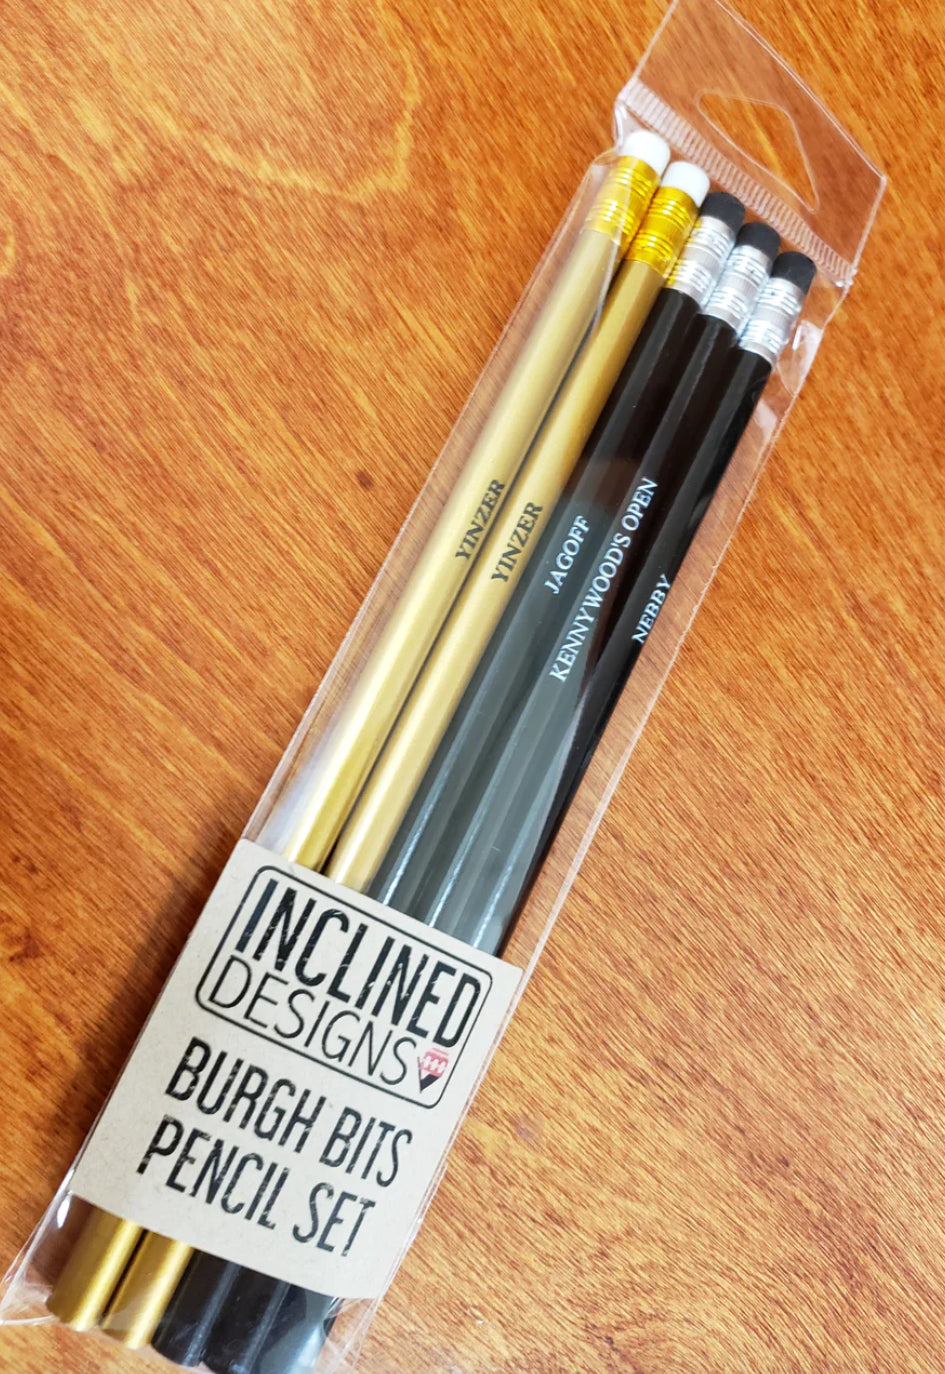 YINZER
YINZER
JAGOFF
KENNYWOOD'S OPEN
NEBBY
INCLINED
DESIGNS
BURGH BITS
PENCIL SET